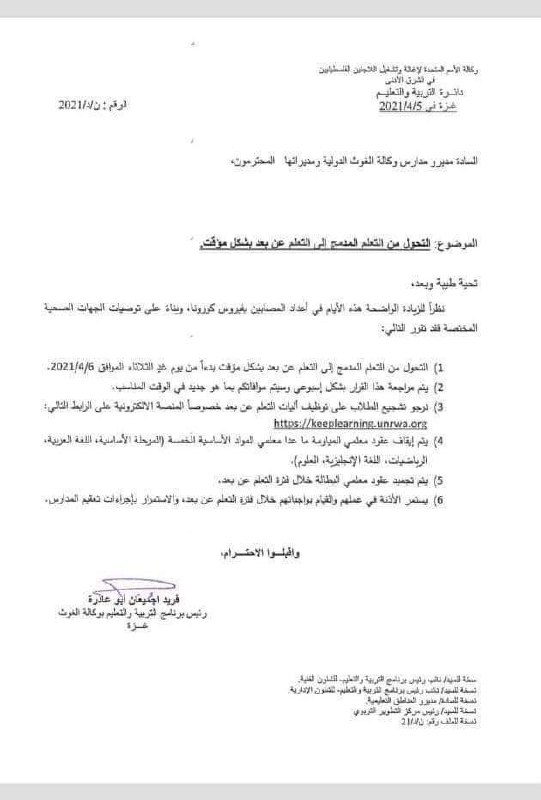 وكالة الأمم المتحدة لإغاثة وتشغيل اللاجئين الفلسطينيين
في الشرق الأدنى
دائرة التربية والتعليم
غزة في 2021/4/5
الرقم : ن/د/2021
السادة مديرو مدارس وكالة الغوث الدولية ومديراتها المحترمون،
الموضوع: التحول من التعلم المدمج إلى التعلم عن بعد بشكل مؤقت.
تحية طيبة وبعد،
نظراً للزيادة الواضحة هذه الأيام في أعداد المصابين بفيروس كورونا، وبناءً على توصيات الجهات الصحية
المختصة فقد تقرر التالي:
1) التحول من التعلم المدمج إلى التعلم عن بعد بشكل مؤقت بدءاً من يوم غدٍ الثلاثاء الموافق 2021/4/6.
2) يتم مراجعة هذا القرار بشكل إسبوعي وسيتم موافاتكم بما هو جديد في الوقت المناسب.
3) نرجو تشجيع الطلاب على توظيف آليات التعلم عن بعد خصوصاً المنصة الالكترونية على الرابط التالي:
https://keeplearning.unrwa.org
4) يتم إيقاف عقود معلمي المياومة ما عدا معلمي المواد الأساسية الخمسة (المرحلة الأساسية، اللغة العربية،
الرياضيات، اللغة الإنجليزية، العلوم).
5) يتم تجميد عقود معلمي البطالة خلال فترة التعلم عن بعد.
6) يستمر الأذنة في عملهم والقيام بواجباتهم خلال فترة التعلم عن بعد، والاستمرار بإجراءات تعقيم المدارس.
واقبلوا الاحترام،
فريد اجميعان أبو عاذرة
رئيس برنامج التربية والتعليم بوكالة الغوث
غزة
نسخة للسيد/ نائب رئيس برنامج التربية والتعليم- للشئون الفنية.
نسخة للسيد/ نائب رئيس برنامج التربية والتعليم- للشئون الإدارية.
نسخة للسادة/ مديرو المناطق التعليمية.
نسخة للسيد/ رئيس مركز التطوير التربوي
نسخة للملف رقم: ن/د/21